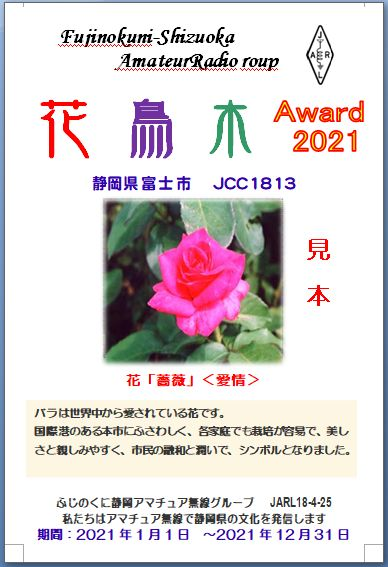 Fujinokuni-Shizuoka
AmateurRadio roup
J
A R
R
L
花鳥木
Award
2021
静岡県富士市 JCC1813
見
本
花「薔薇」＜愛情＞
バラは世界中から愛されている花です。
国際港のある本市にふさわしく、各家庭でも栽培が容易で、美し
さと親しみやすく、市民の融和と潤いで、シンボルとなりました。
ふじのくに静岡アマチュア無線グループ JARL18-4-25
私たちはアマチュア無線で静岡県の文化を発信します
期間：2021年1月1日 ～2021年12月31日